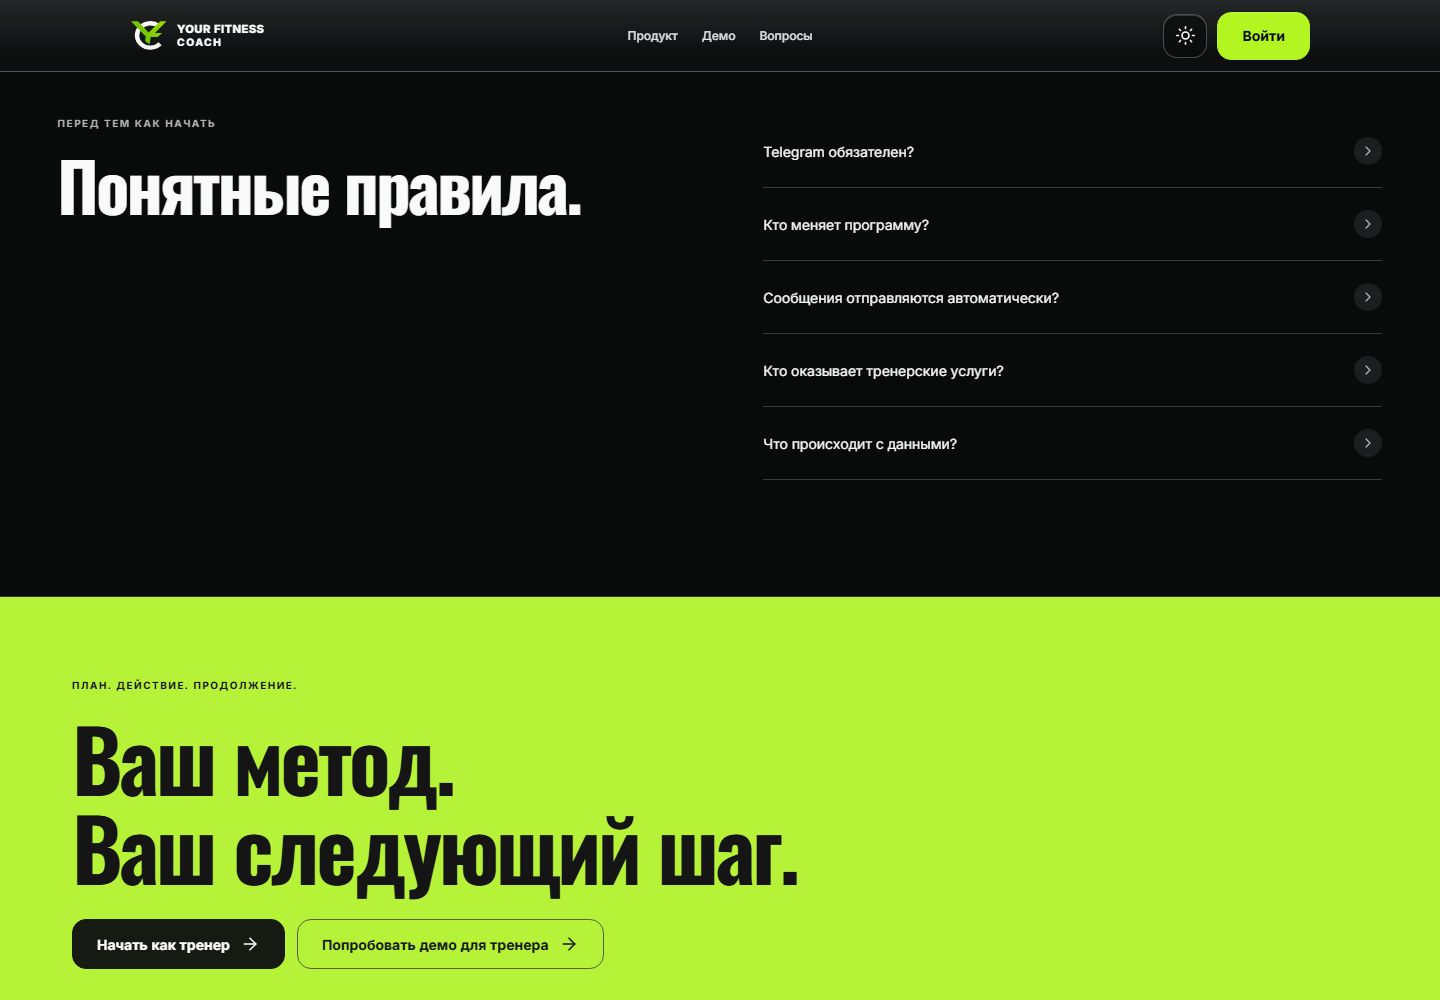 YOUR FITNESS
COACH
Продукт
Демо
Вопросы
Войти
ПЕРЕД ТЕМ КАК НАЧАТЬ
Понятные правила.
Telegram обязателен?
Кто меняет программу?
Сообщения отправляются автоматически?
Кто оказывает тренерские услуги?
Что происходит с данными?
ПЛАН. ДЕЙСТВИЕ. ПРОДОЛЖЕНИЕ.
Ваш метод.
Ваш следующий шаг.
Начать как тренер
Попробовать демо для тренера